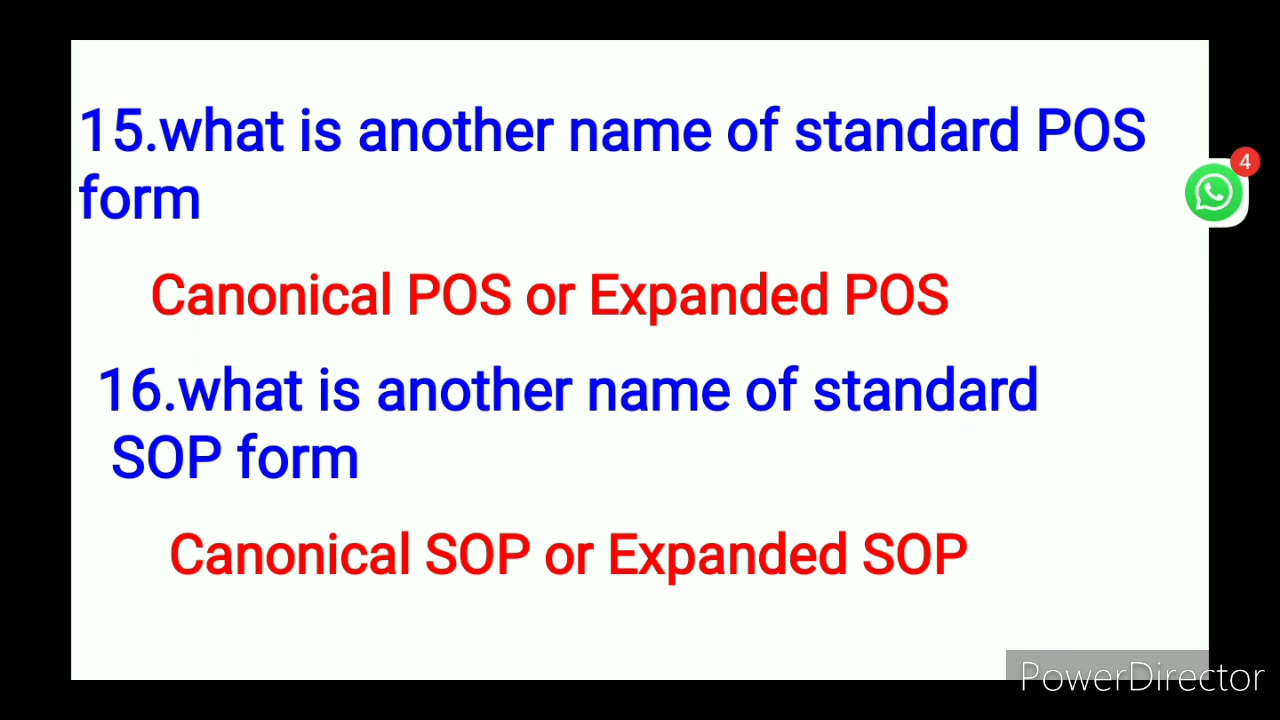 15.what is another name of standard POS
form
4
Canonical POS or Expanded POS
16.what is another name of standard
SOP form
Canonical SOP or Expanded SOP
PowerDirector